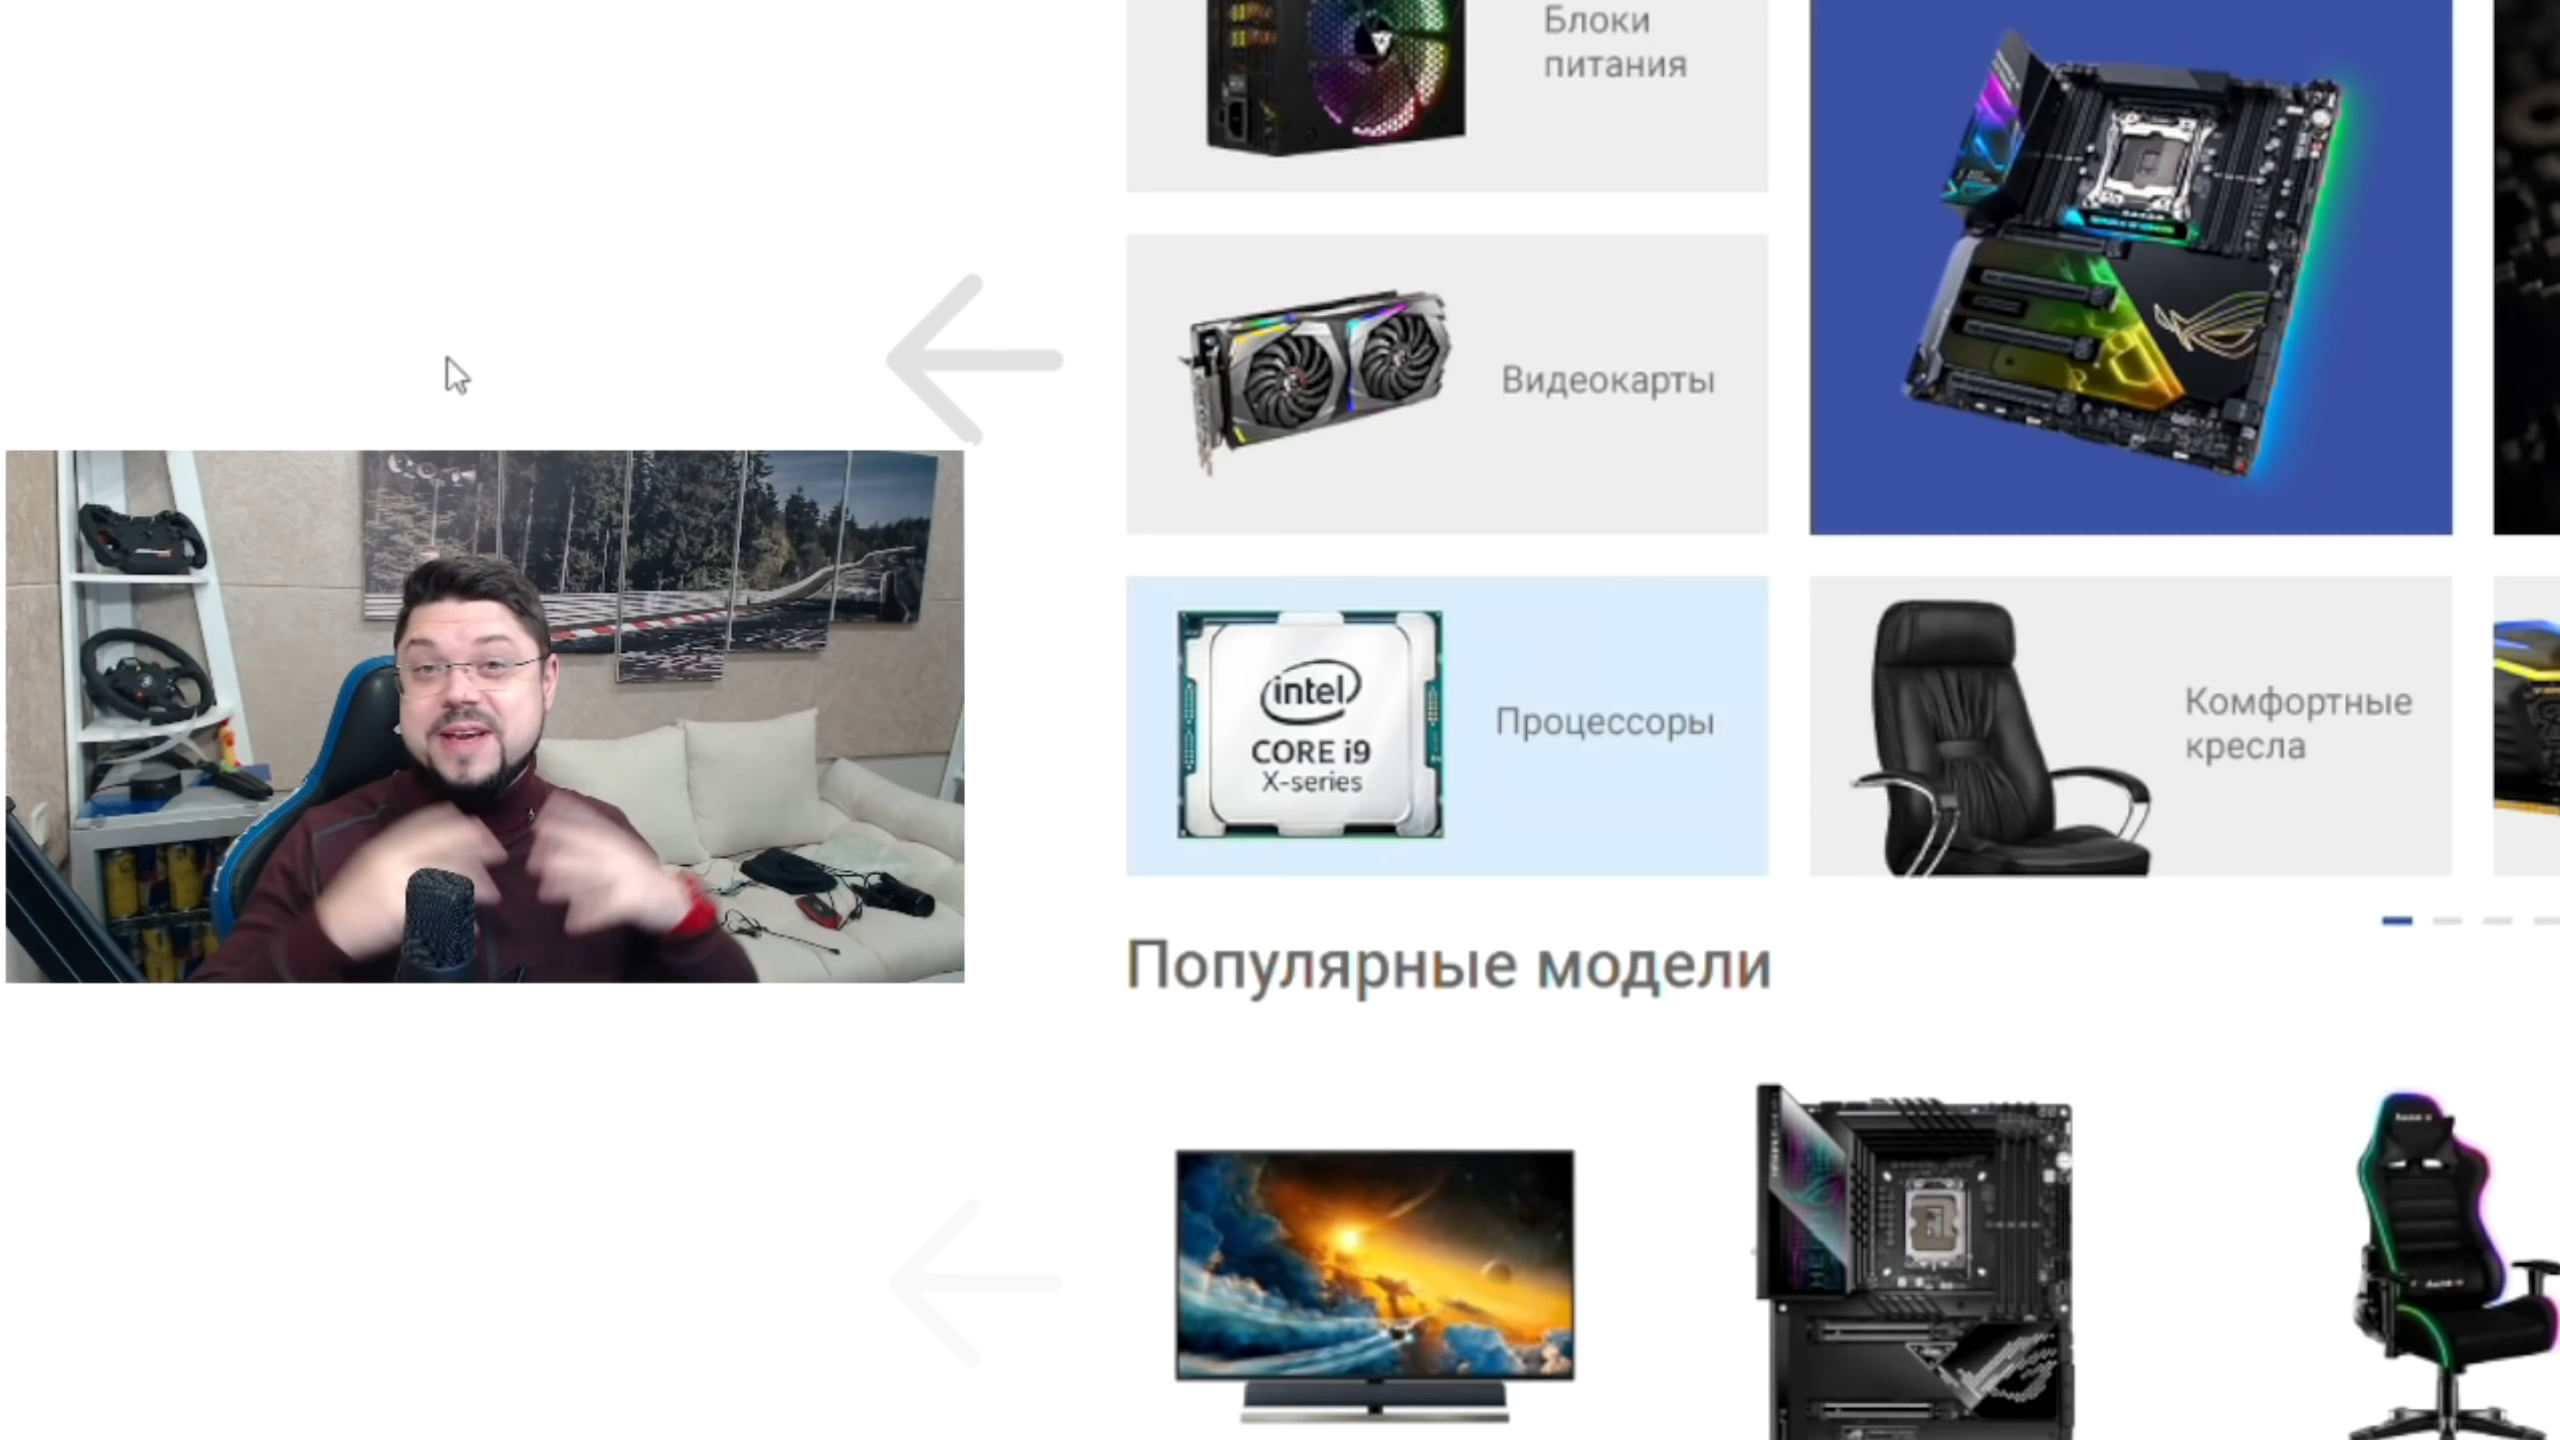 Блоки
питания
Видеокарты
intel
CORE i9
X-series
Процессоры
Комфортные
кресла
Популярные модели